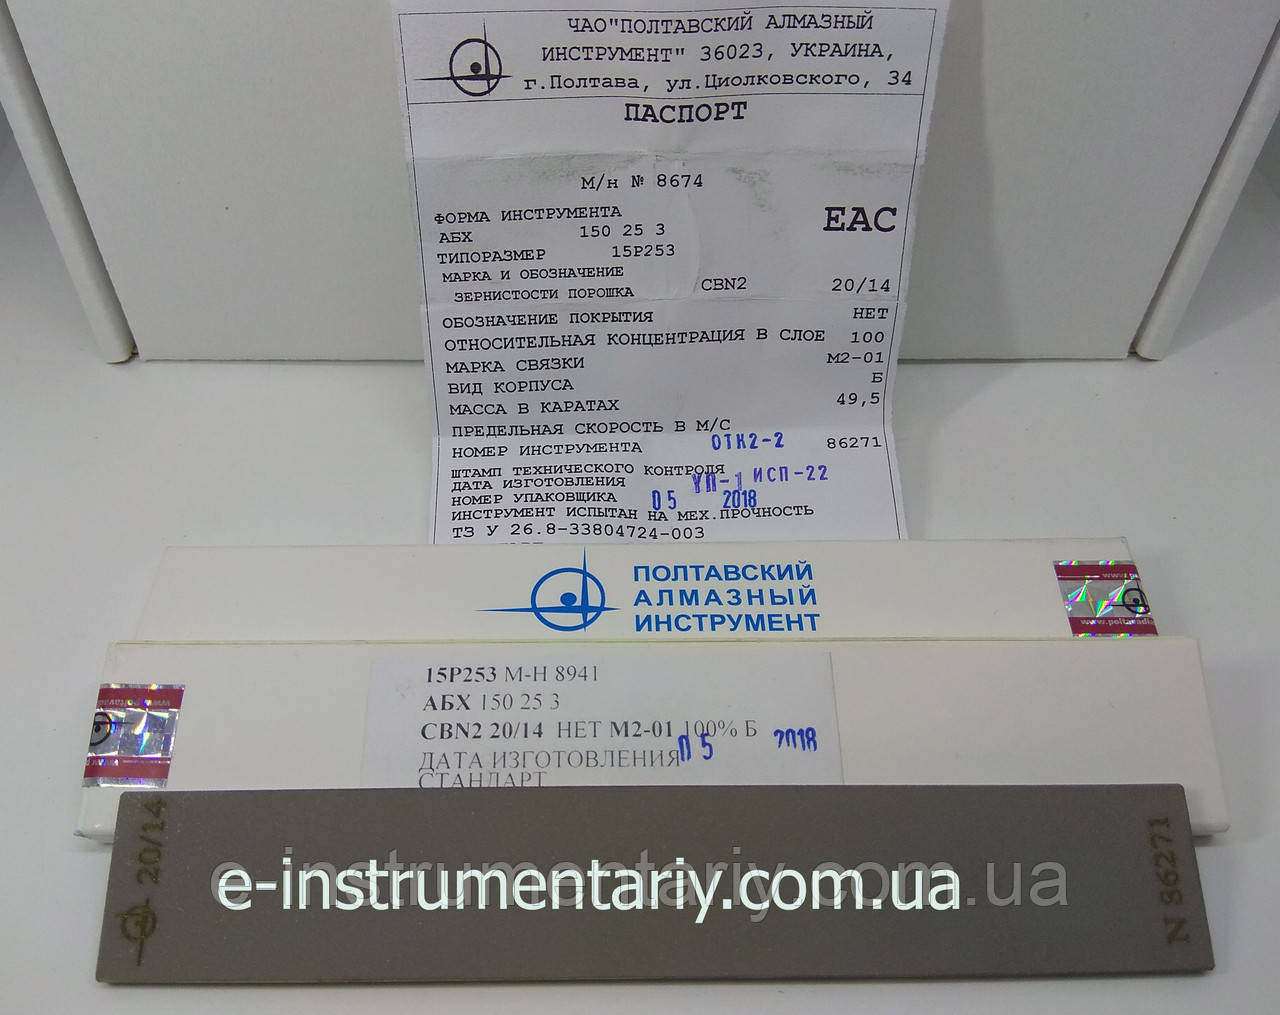 ЧАО"ПОЛТАВСКИЙ АЛМАЗНЫЙ
ИНСТРУМЕНТ" 36023, УКРАИНА,
г.Полтава, ул.Циолковского, 34
ПАСПОРТ
М/н № 8674
ФОРМА ИНСТРУМЕНТА
EAC
АБХ 150 25 3
ТИПОРАЗМЕР 15Р253
МАРКА И ОБОЗНАЧЕНИЕ
ЗЕРНИСТОСТИ ПОРОШКА CBN2 20/14
ОБОЗНАЧЕНИЕ ПОКРЫТИЯ НЕТ
ОТНОСИТЕЛЬНАЯ КОНЦЕНТРАЦИЯ В СЛОЕ 100
МАРКА СВЯЗКИ М2-01
ВИД КОРПУСА Б
МАССА В КАРАТАХ 49,5
ПРЕДЕЛЬНАЯ СКОРОСТЬ В М/С
НОМЕР ИНСТРУМЕНТА ОТК2-2 86271
ШТАМП ТЕХНИЧЕСКОГО КОНТРОЛЯ
ДАТА ИЗГОТОВЛЕНИЯ УП-1 ИСП-22
НОМЕР УПАКОВЩИКА 05 2018
ИНСТРУМЕНТ ИСПЫТАН НА МЕХ.ПРОЧНОСТЬ
ТЗ У 26.8-33804724-003
ПОЛТАВСКИЙ
АЛМАЗНЫЙ
ИНСТРУМЕНТ
15Р253 М-Н 8941
АБХ 150 25 3
CBN2 20/14 НЕТ М2-01 100% Б
ДАТА ИЗГОТОВЛЕНИЯ 05 2018
СТАНДАРТ
20/14
N 86271
e-instrumentariy.com.ua
e-instrumentariy.com.ua